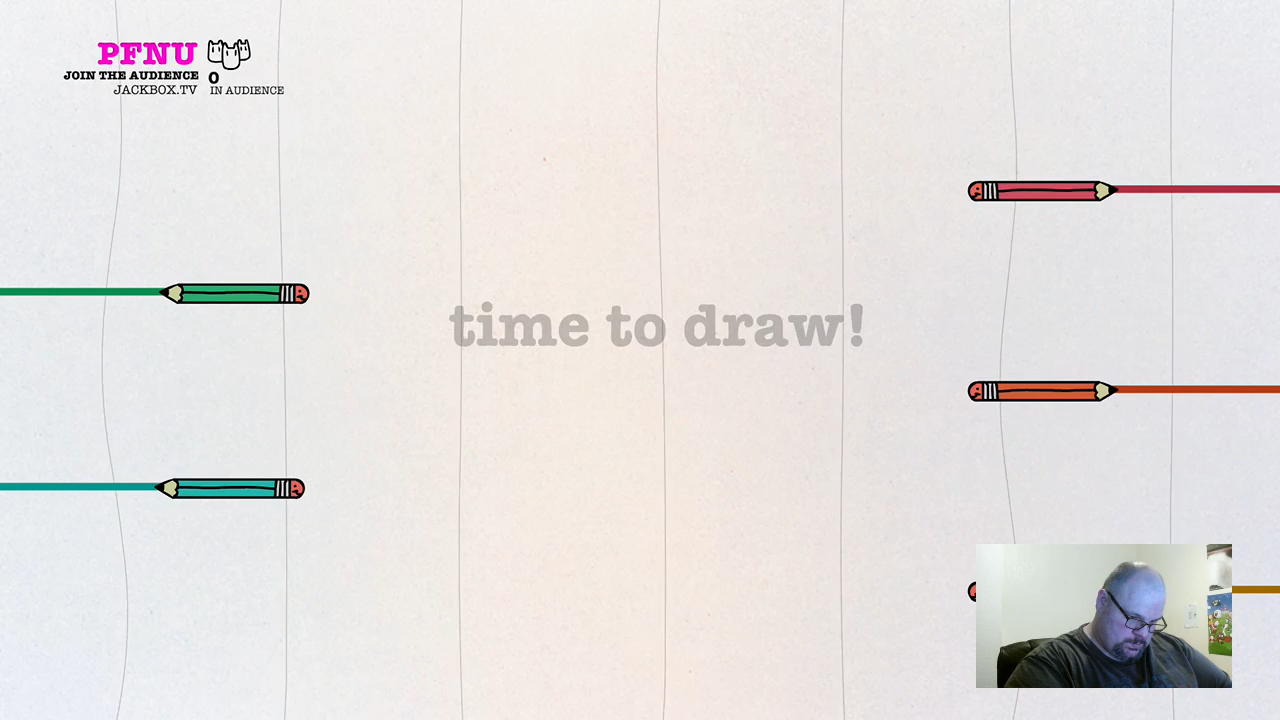 PFNU
JOIN THE AUDIENCE
JACKBOX.TV
0
IN AUDIENCE
time to draw!